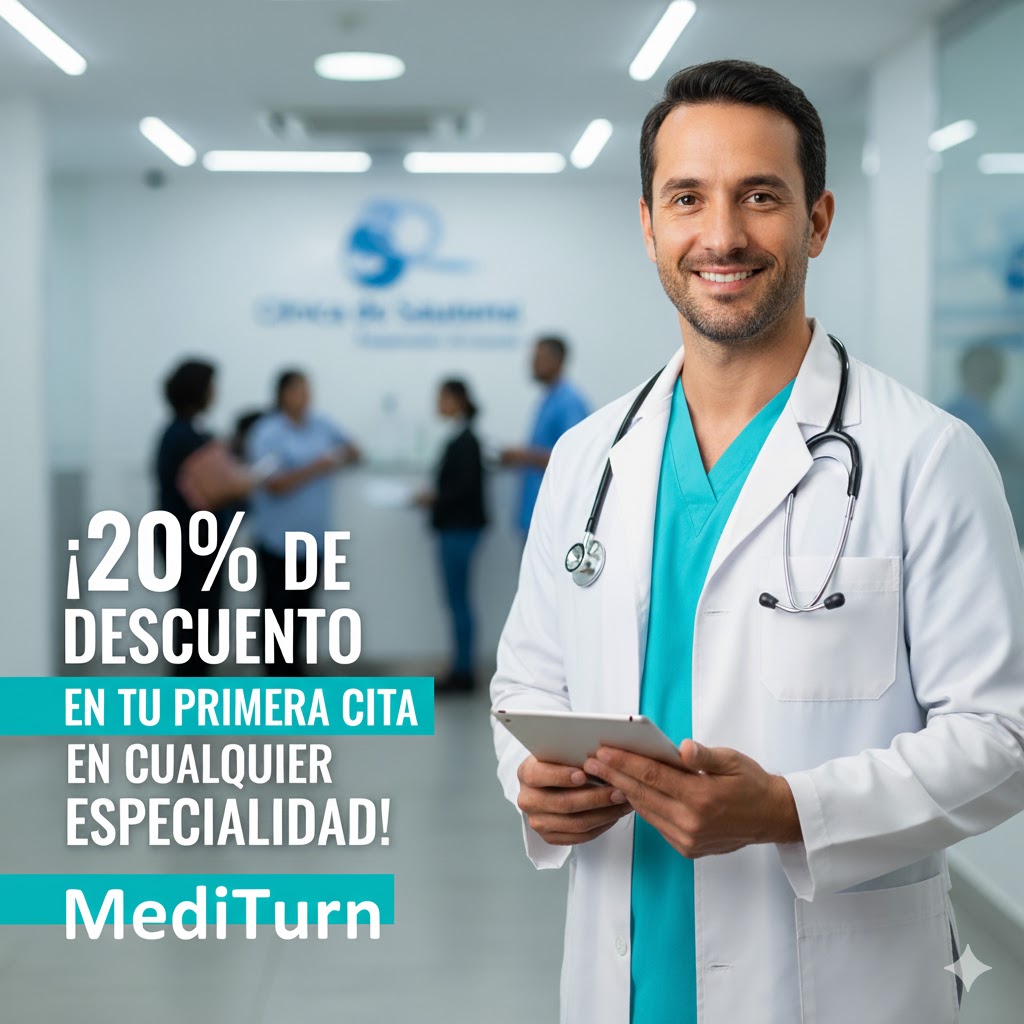 ¡20% DE
DESCUENTO
EN TU PRIMERA CITA
EN CUALQUIER
ESPECIALIDAD!
MediTurn